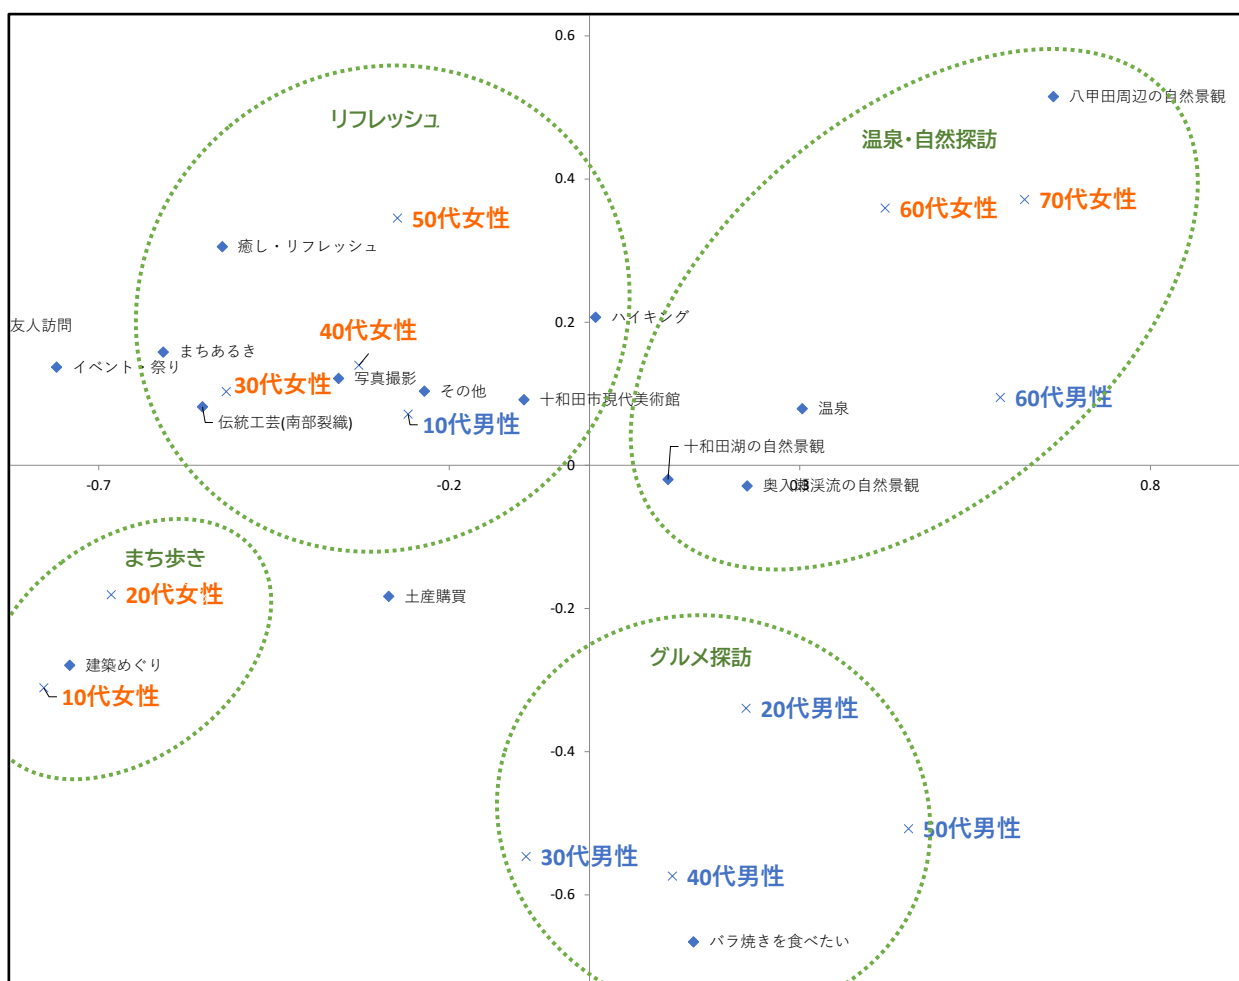 0.6
八甲田周辺の自然景観
リフレッシュ
温泉・自然探訪
0.4
50代女性
60代女性
70代女性
癒し・リフレッシュ
0.2
ハイキング
友人訪問
40代女性
まちあるき
イベント・祭り
30代女性
写真撮影
その他
十和田市現代美術館
60代男性
温泉
伝統工芸(南部裂織)
10代男性
十和田湖の自然景観
0
-0.7
-0.2
0.3
0.8
奥入瀬渓流の自然景観
まち歩き
20代女性
土産購買
-0.2
建築めぐり
グルメ探訪
10代女性
20代男性
-0.4
50代男性
30代男性
40代男性
-0.6
バラ焼きを食べたい